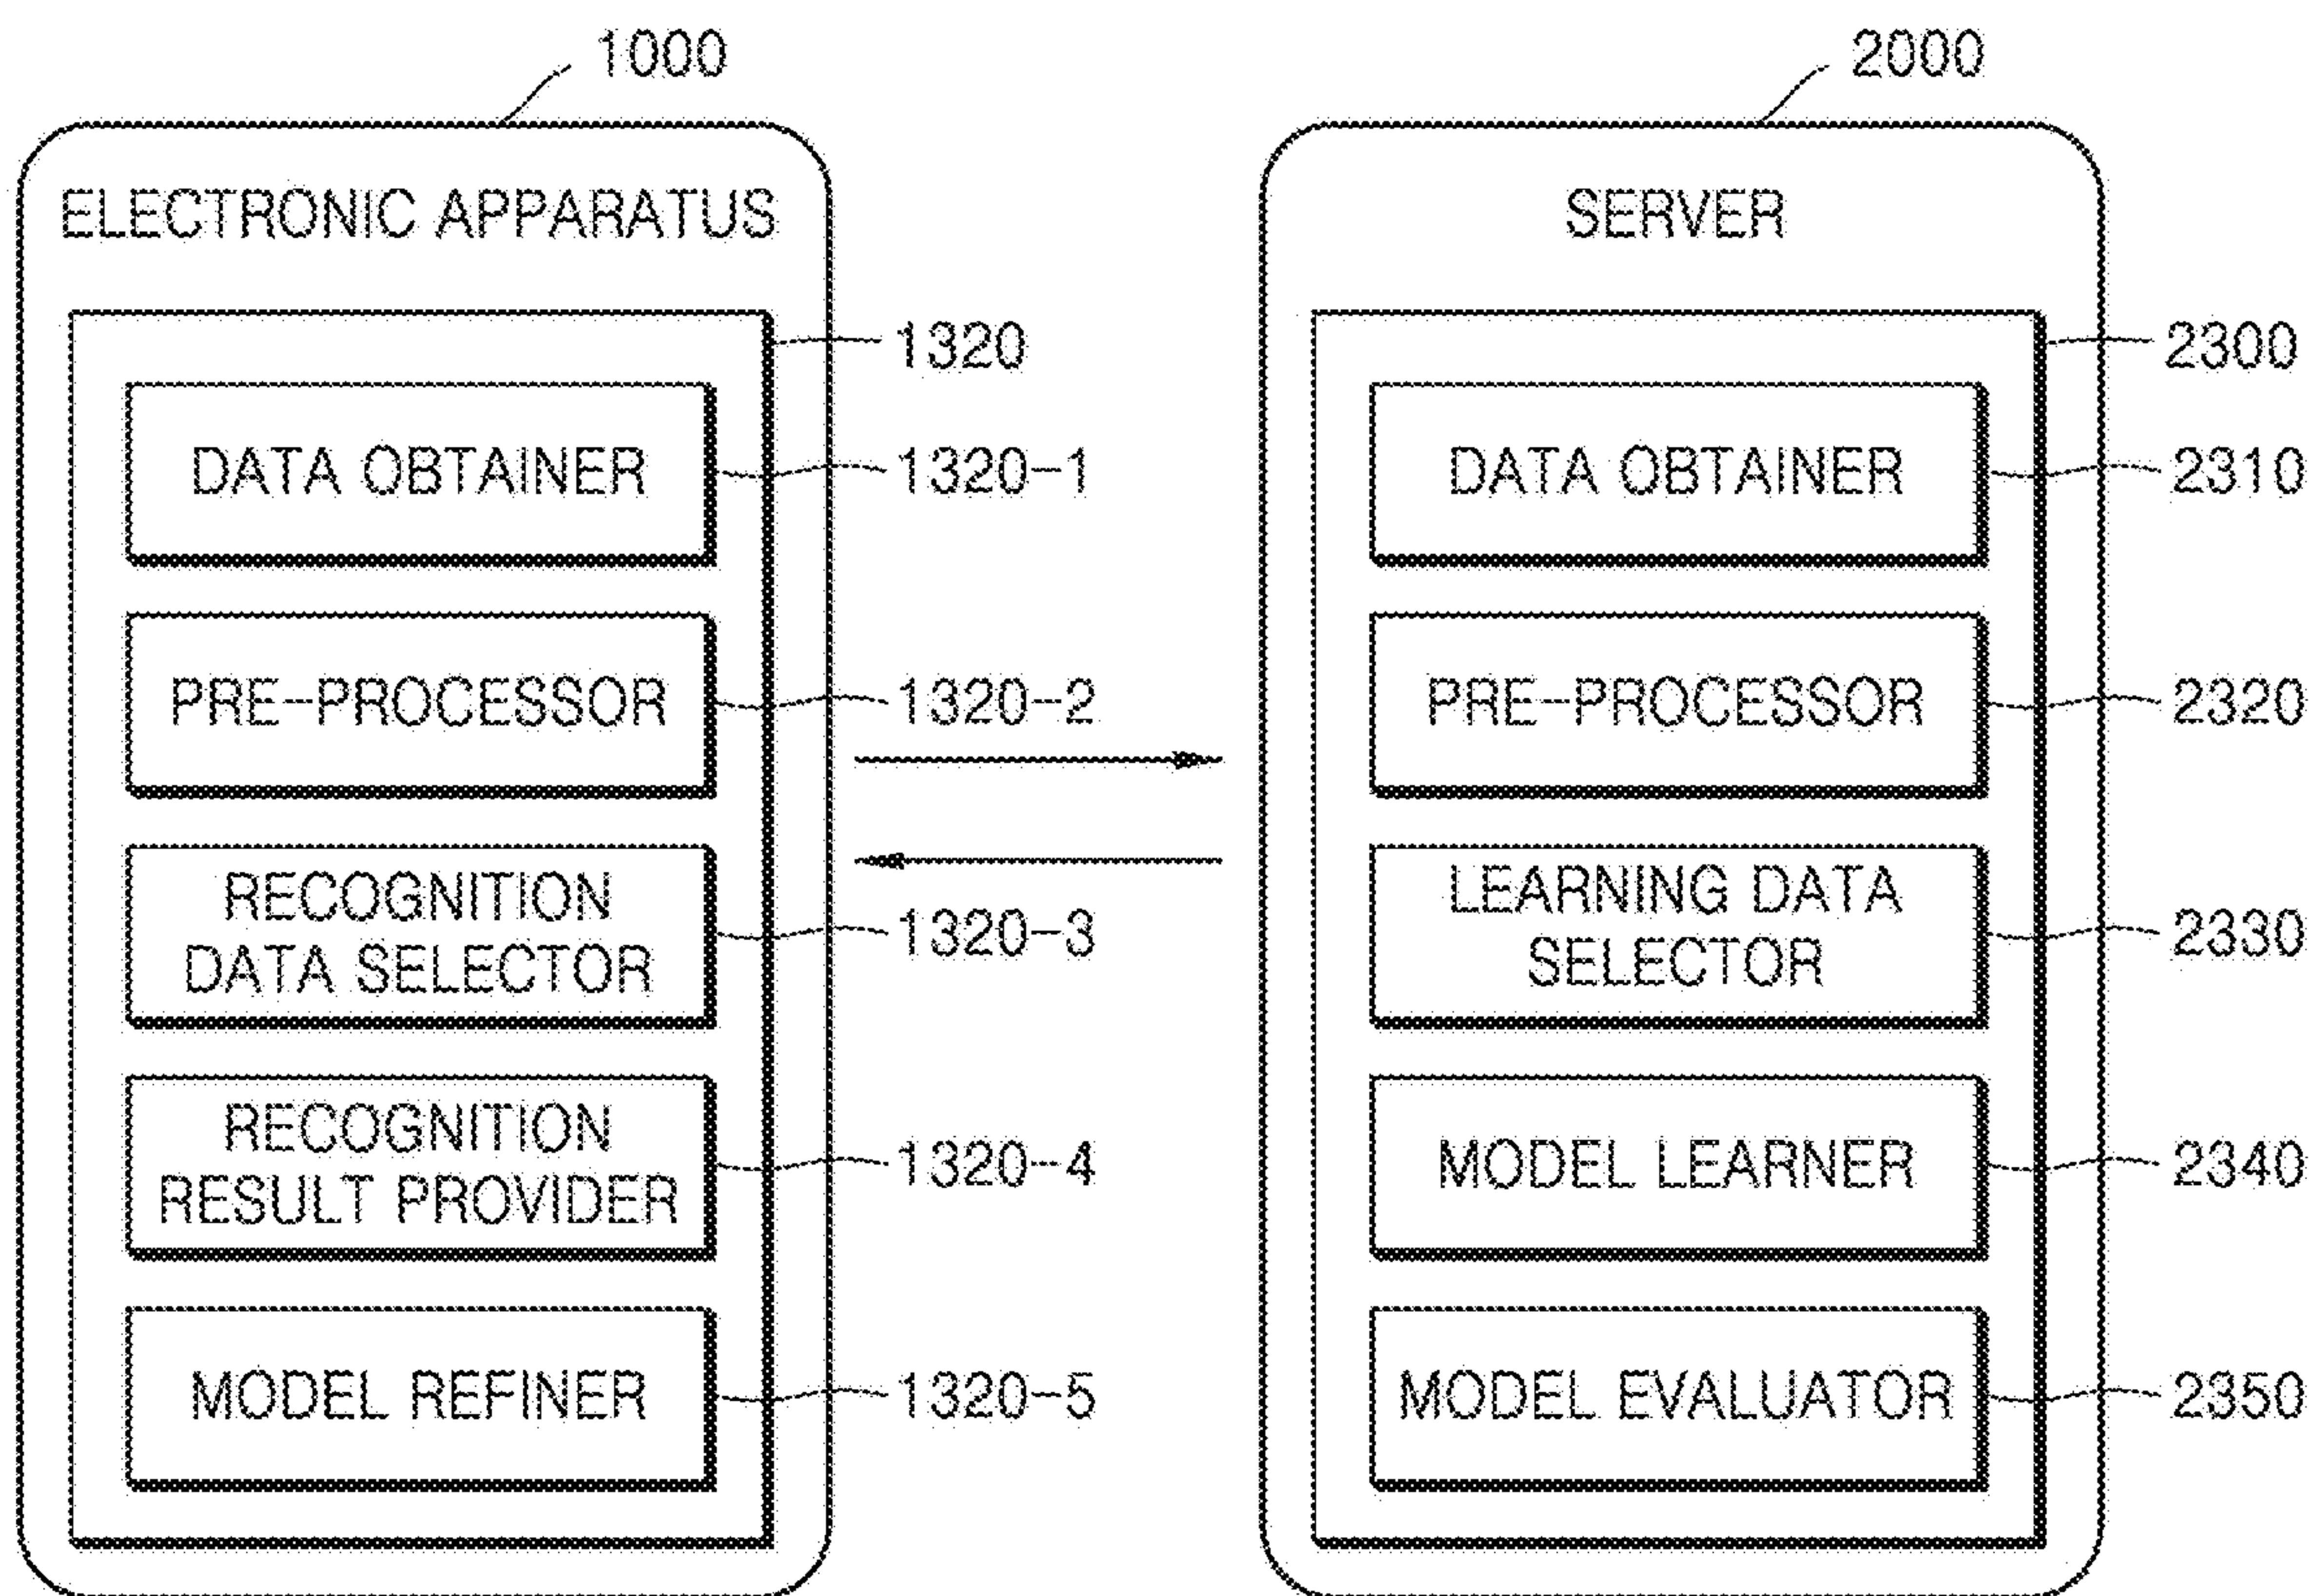 1000
ELECTRONIC APPARATUS
1320
DATA OBTAINER
1320-1
PRE-PROCESSOR
1320-2
RECOGNITION
DATA SELECTOR
1320-3
RECOGNITION
RESULT PROVIDER
1320-4
MODEL REFINER
1320-5
2000
SERVER
2300
DATA OBTAINER
2310
PRE-PROCESSOR
2320
LEARNING DATA
SELECTOR
2330
MODEL LEARNER
2340
MODEL EVALUATOR
2350